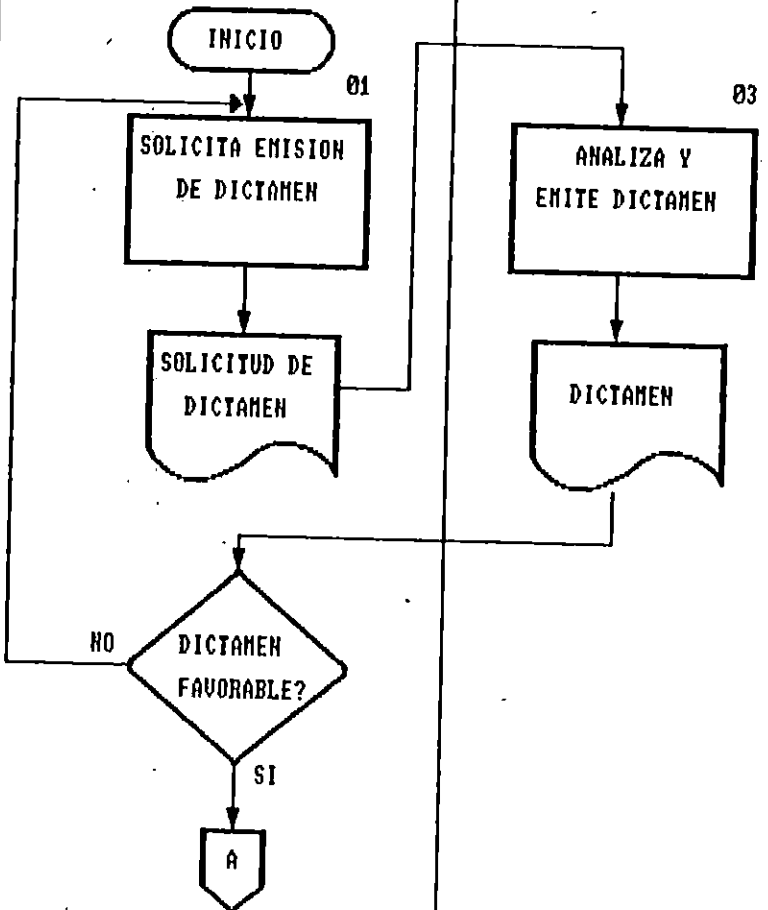 INICIO
01
SOLICITA EMISION
DE DICTAMEN
SOLICITUD DE
DICTAMEN
03
ANALIZA Y
EMITE DICTAMEN
DICTAMEN
DICTAMEN
FAVORABLE?
NO
SI
A